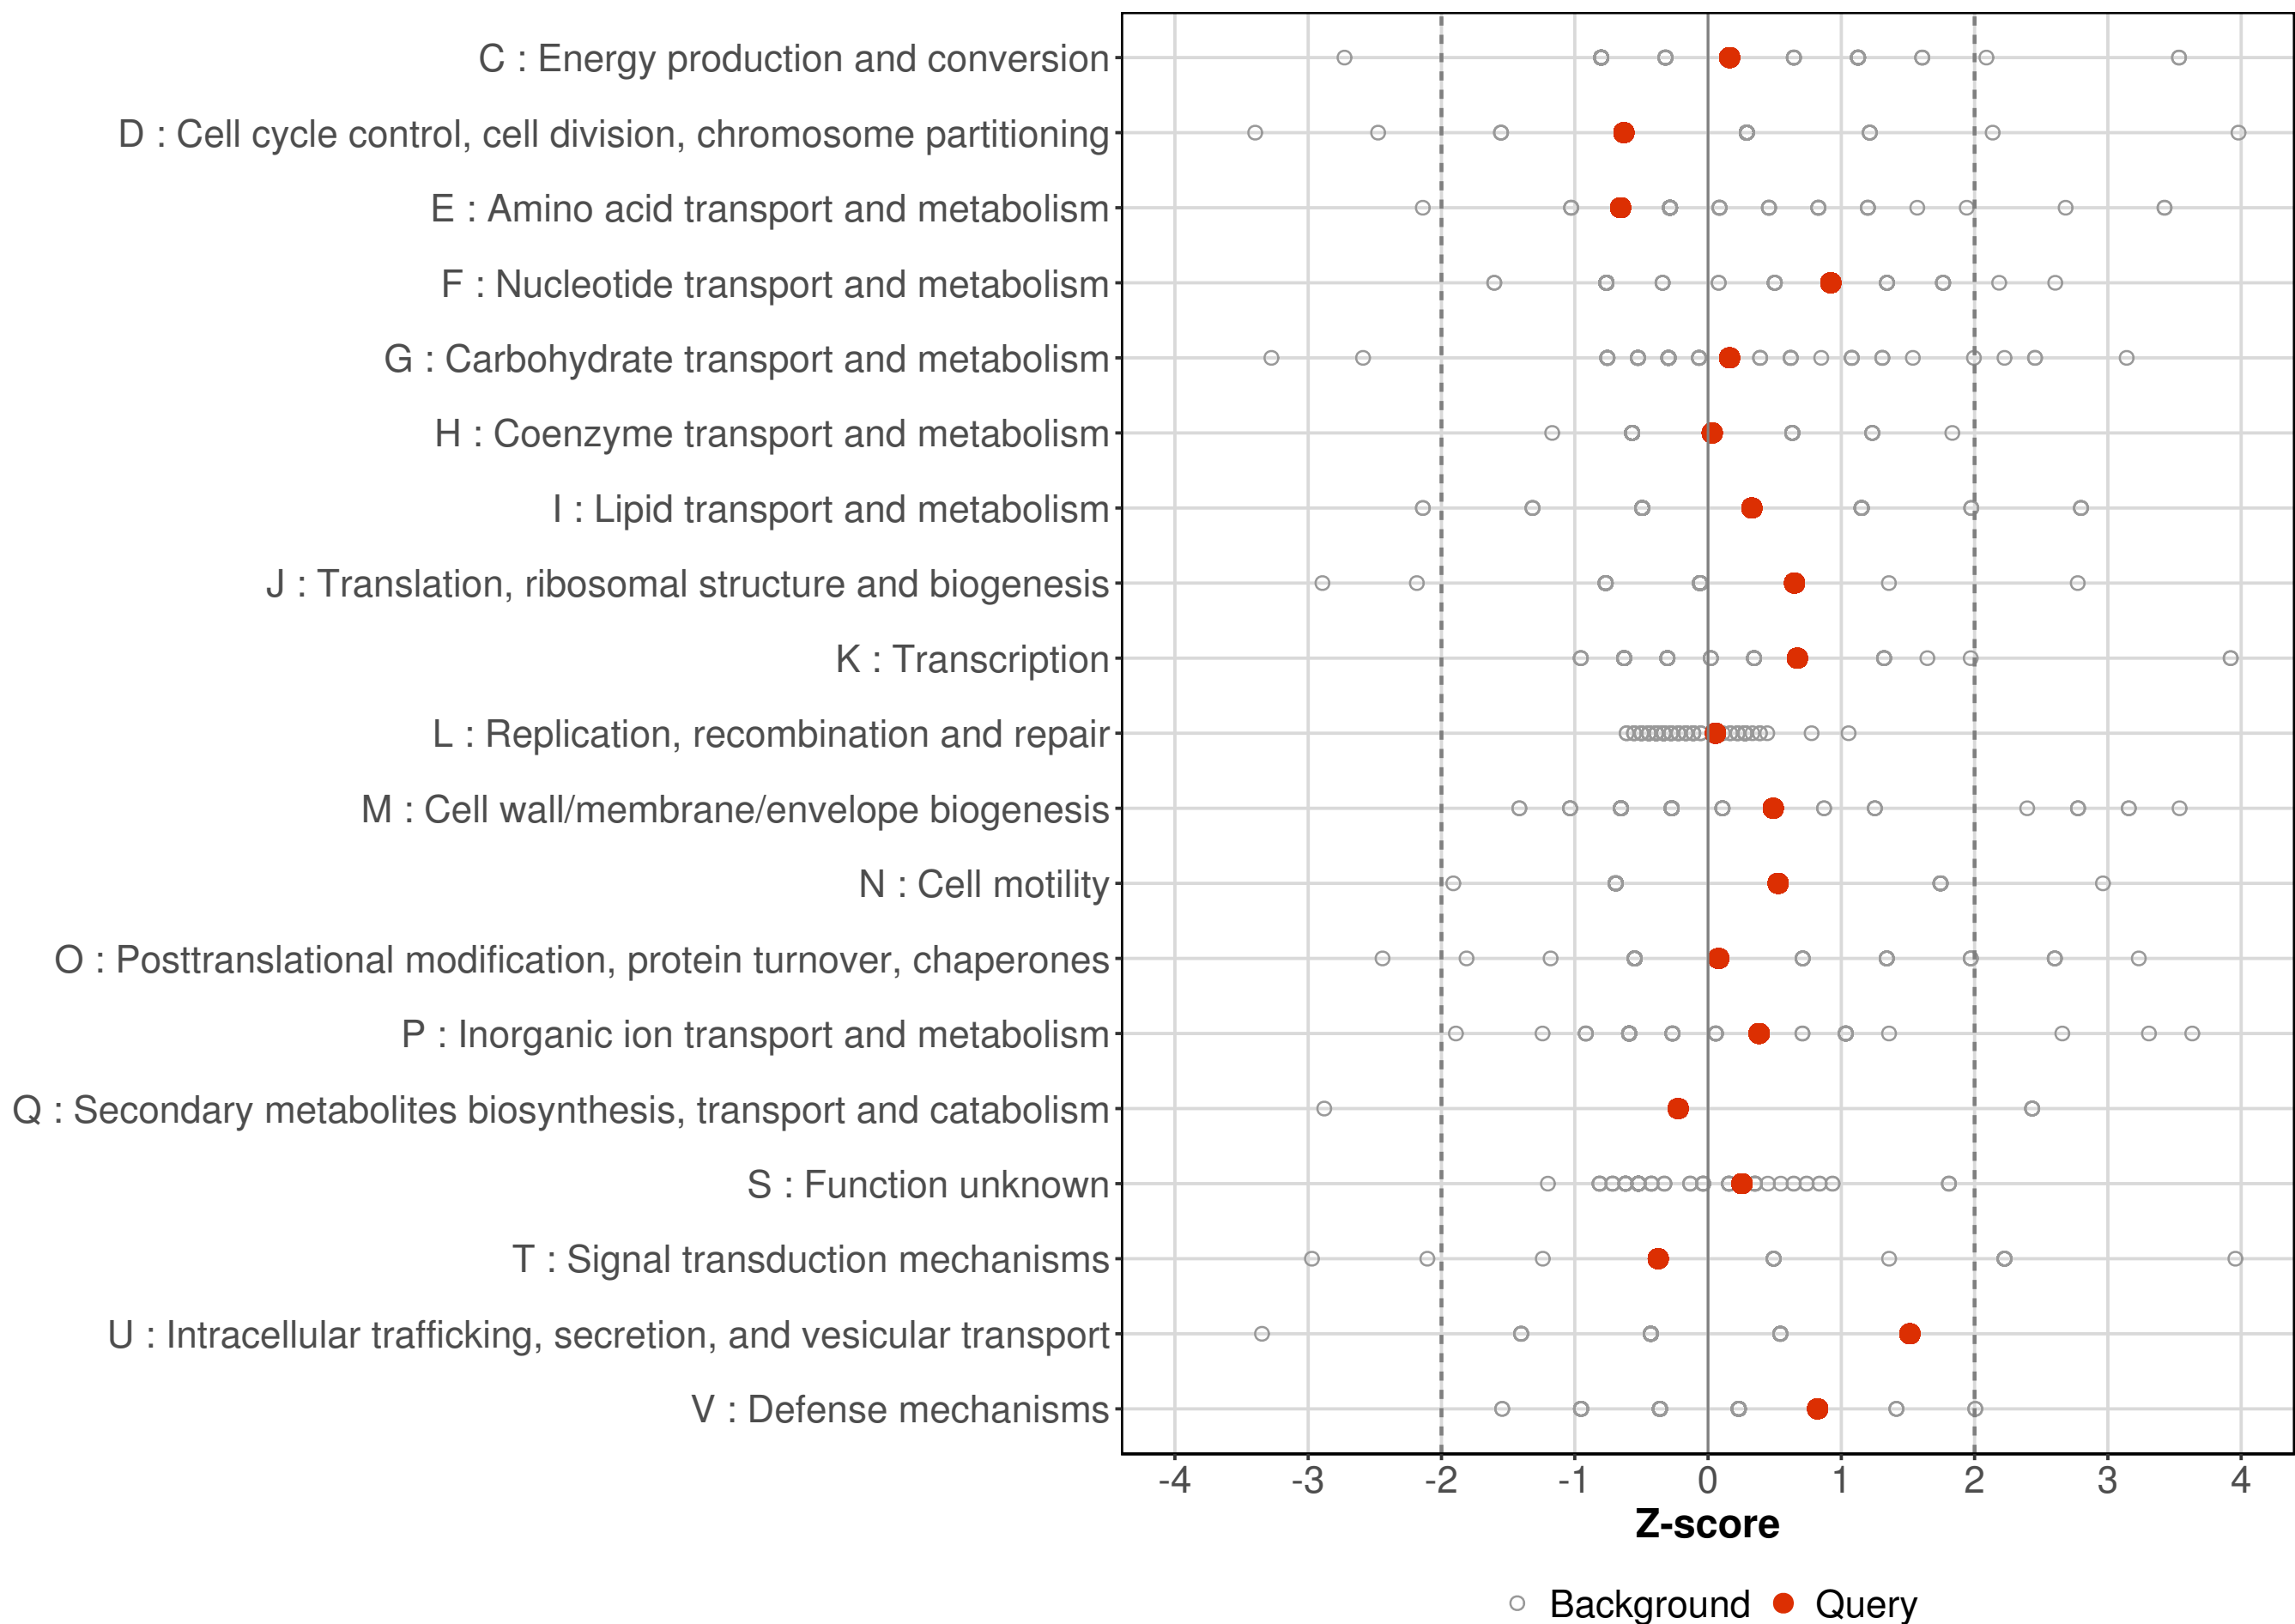 C : Energy production and conversion
D : Cell cycle control, cell division, chromosome partitioning
E : Amino acid transport and metabolism
F : Nucleotide transport and metabolism
G : Carbohydrate transport and metabolism
H : Coenzyme transport and metabolism
I : Lipid transport and metabolism
J : Translation, ribosomal structure and biogenesis
K : Transcription
L : Replication, recombination and repair
M : Cell wall/membrane/envelope biogenesis
N : Cell motility
O : Posttranslational modification, protein turnover, chaperones
P : Inorganic ion transport and metabolism
Q : Secondary metabolites biosynthesis, transport and catabolism
S : Function unknown
T : Signal transduction mechanisms
U : Intracellular trafficking, secretion, and vesicular transport
V : Defense mechanisms
-4 -3 -2 -1 0 1 2 3 4
Z-score
Background Query